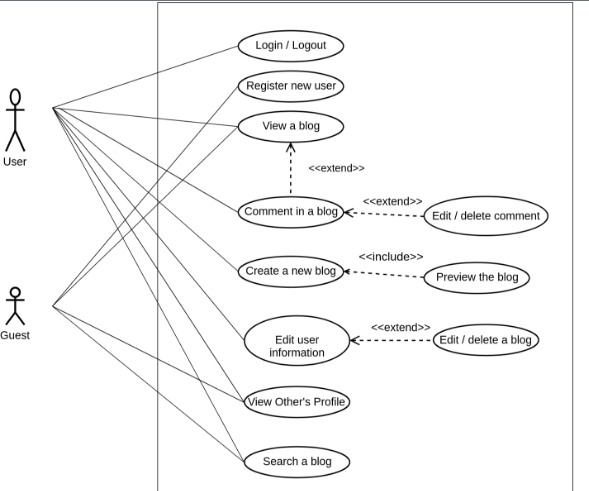 Login / Logout
Register new user
View a blog
User
<<extend>>
<<extend>>
Comment in a blog
Edit / delete comment
<<include>>
Create a new blog
Preview the blog
Guest
<<extend>>
Edit user
information
Edit / delete a blog
View Other's Profile
Search a blog